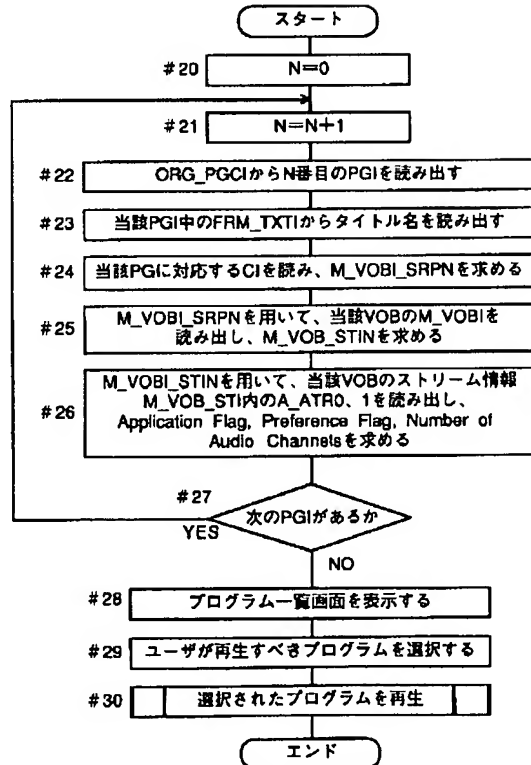 スタート
#20
N=0
#21
N=N+1
#22
ORG_PGCIからN番目のPGIを読み出す
#23
当該PGI中のFRM_TXTIからタイトル名を読み出す
#24
当該PGに対応するCIを読み、M_VOBI_SRPNを求める
#25
M_VOBI_SRPNを用いて、当該VOBのM_VOBIを
読み出し、M_VOB_STINを求める
#26
M_VOBI_STINを用いて、当該VOBのストリーム情報
M_VOB_STI内のA_ATR0、1を読み出し、
Application Flag, Preference Flag, Number of
Audio Channelsを求める
#27
次のPGIがあるか
YES
NO
#28
プログラム一覧画面を表示する
#29
ユーザが再生すべきプログラムを選択する
#30
選択されたプログラムを再生
エンド